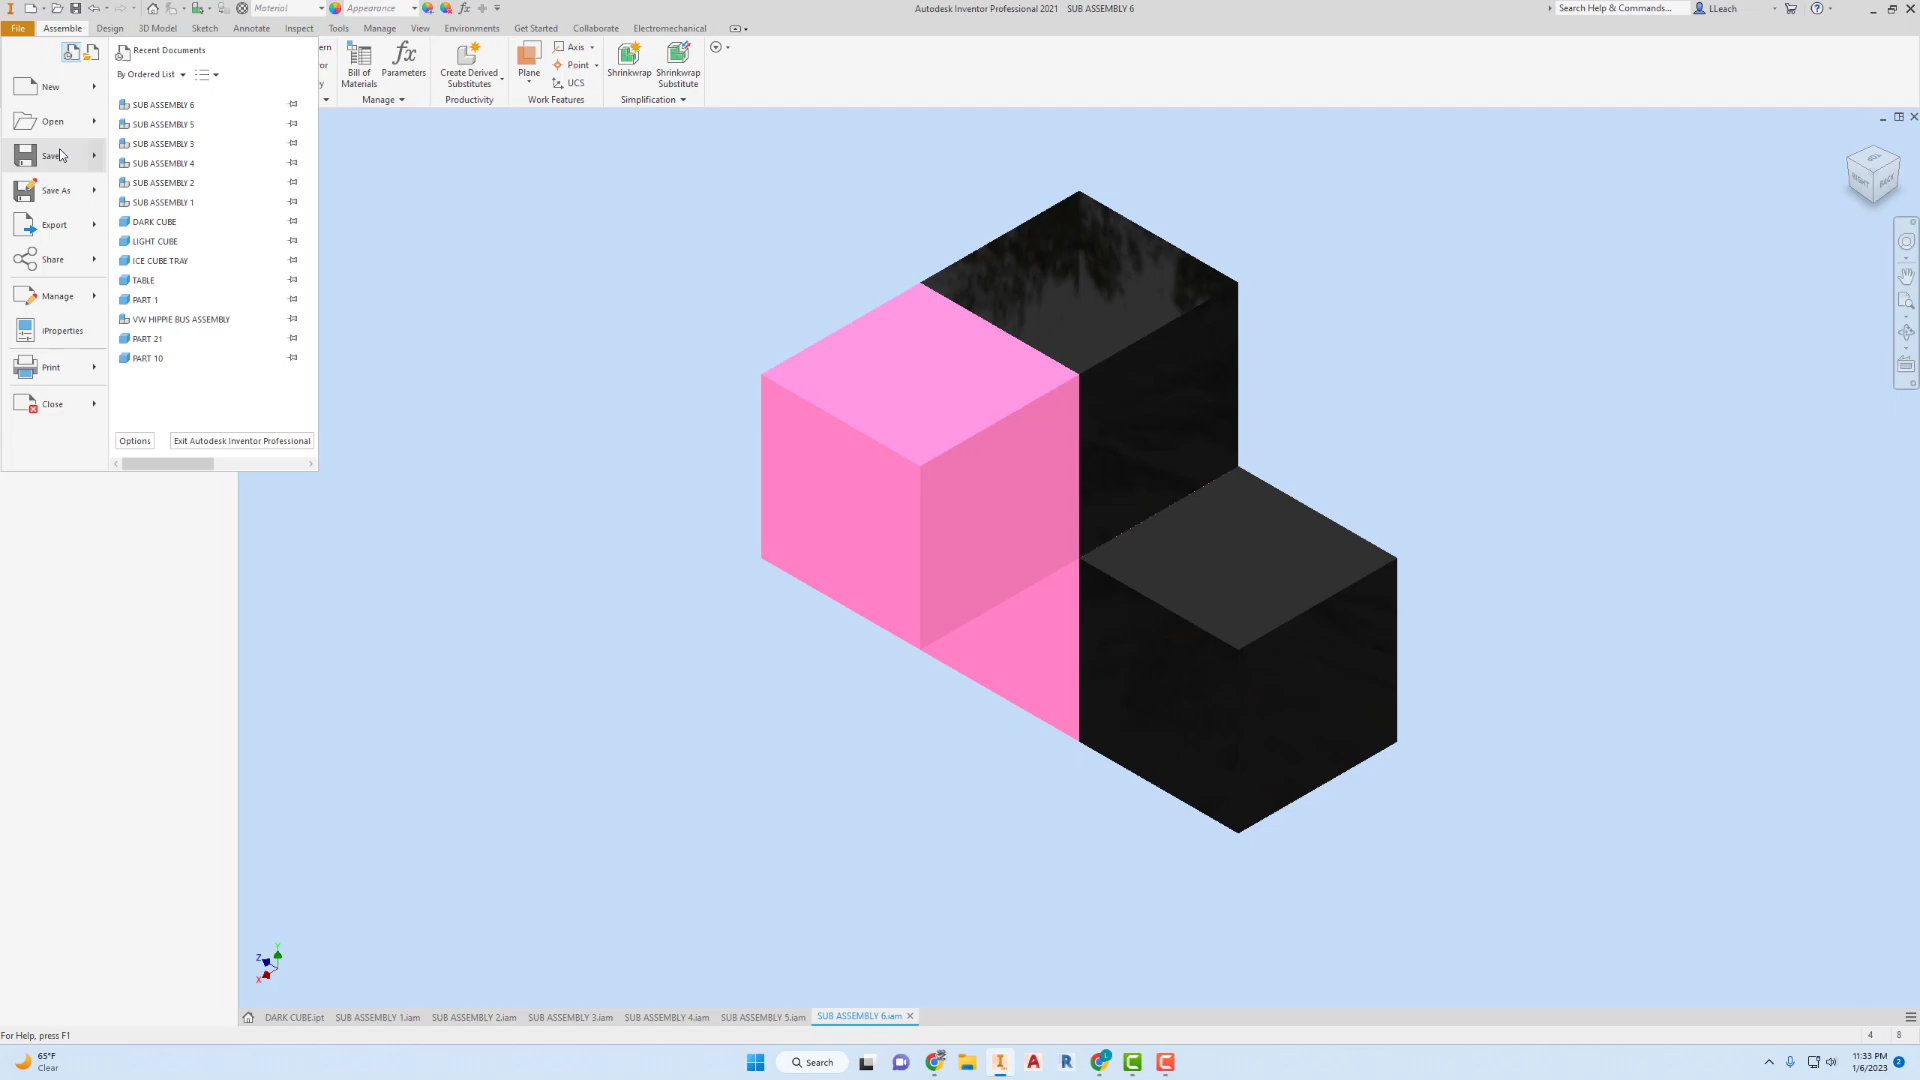 Material
Appearance
Autodesk Inventor Professional 2021 SUB ASSEMBLY 6
Search Help & Commands...
LLeach
File Assemble Design 3D Model Sketch Annotate Inspect Tools Manage View Environments Get Started Collaborate Electromechanical
Bill of Materials
Parameters
Create Derived Substitutes
Plane
Axis
Point
UCS
Shrinkwrap
Shrinkwrap Substitute
Manage
Productivity
Work Features
Simplification
Recent Documents
By Ordered List
New
Open
Save
Save As
Export
Share
Manage
iProperties
Print
Close
SUB ASSEMBLY 6
SUB ASSEMBLY 5
SUB ASSEMBLY 3
SUB ASSEMBLY 4
SUB ASSEMBLY 2
SUB ASSEMBLY 1
DARK CUBE
LIGHT CUBE
ICE CUBE TRAY
TABLE
PART 1
VW HIPPIE BUS ASSEMBLY
PART 21
PART 10
Options
Exit Autodesk Inventor Professional
RIGHT
BACK
Y
Z
X
DARK CUBE.ipt SUB ASSEMBLY 1.iam SUB ASSEMBLY 2.iam SUB ASSEMBLY 3.iam SUB ASSEMBLY 4.iam SUB ASSEMBLY 5.iam SUB ASSEMBLY 6.iam
For Help, press F1
4 8
65°F
Clear
Search
11:33 PM
1/6/2023
2